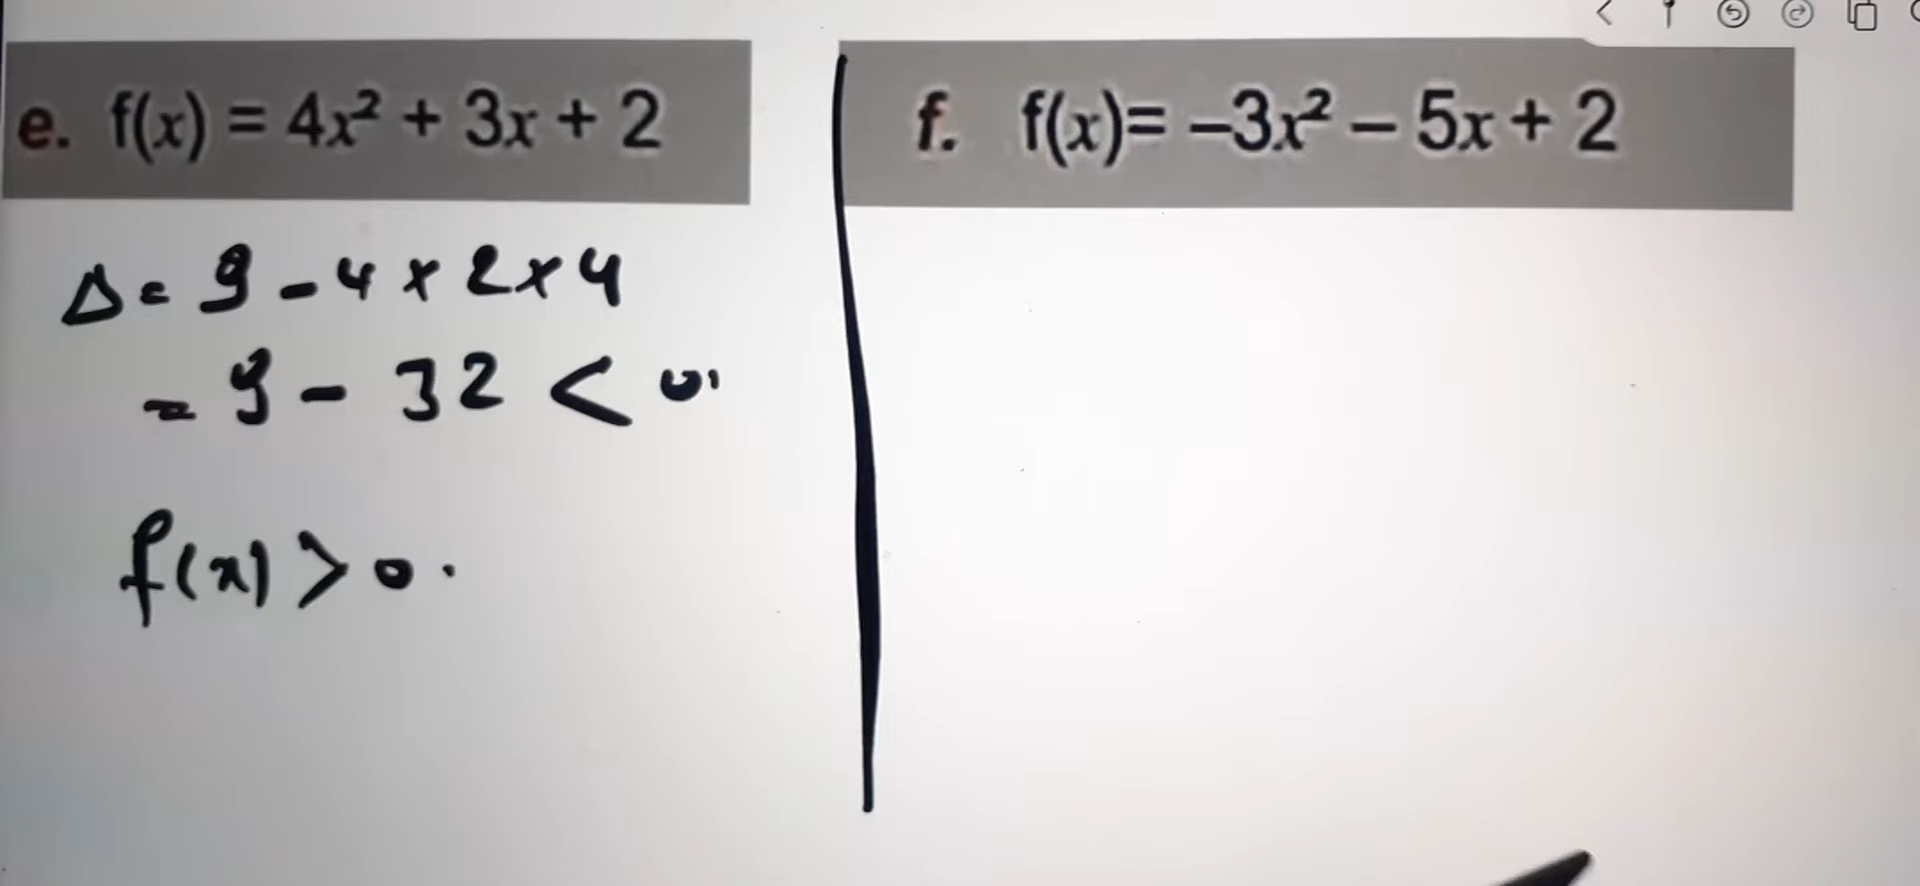 e. f(x) = 4x² + 3x + 2
Δ = 9 - 4 × 2 × 4
= 9 - 32 < 0
f(x) > 0.
f. f(x)= –3x² – 5x + 2